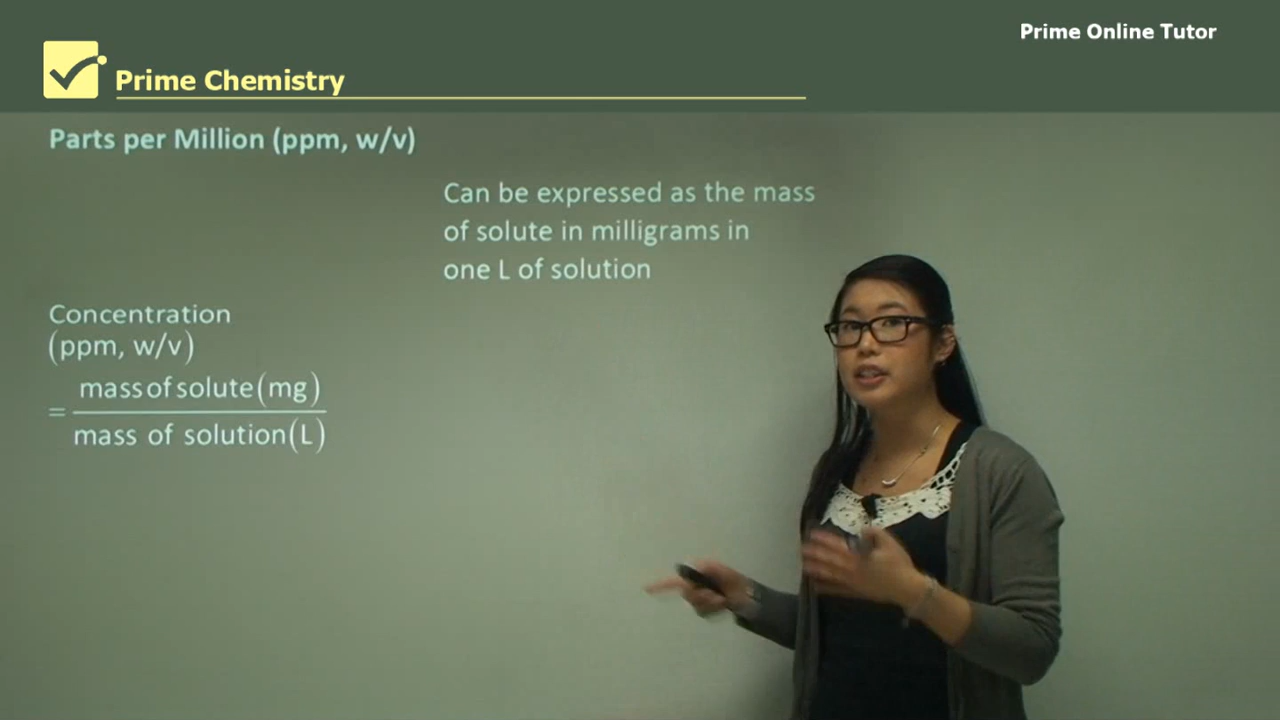 Prime Online Tutor
Prime Chemistry
Parts per Million (ppm, w/v)
Can be expressed as the mass
of solute in milligrams in
one L of solution
Concentration
(ppm, w/v)
= mass of solute (mg)
mass of solution (L)